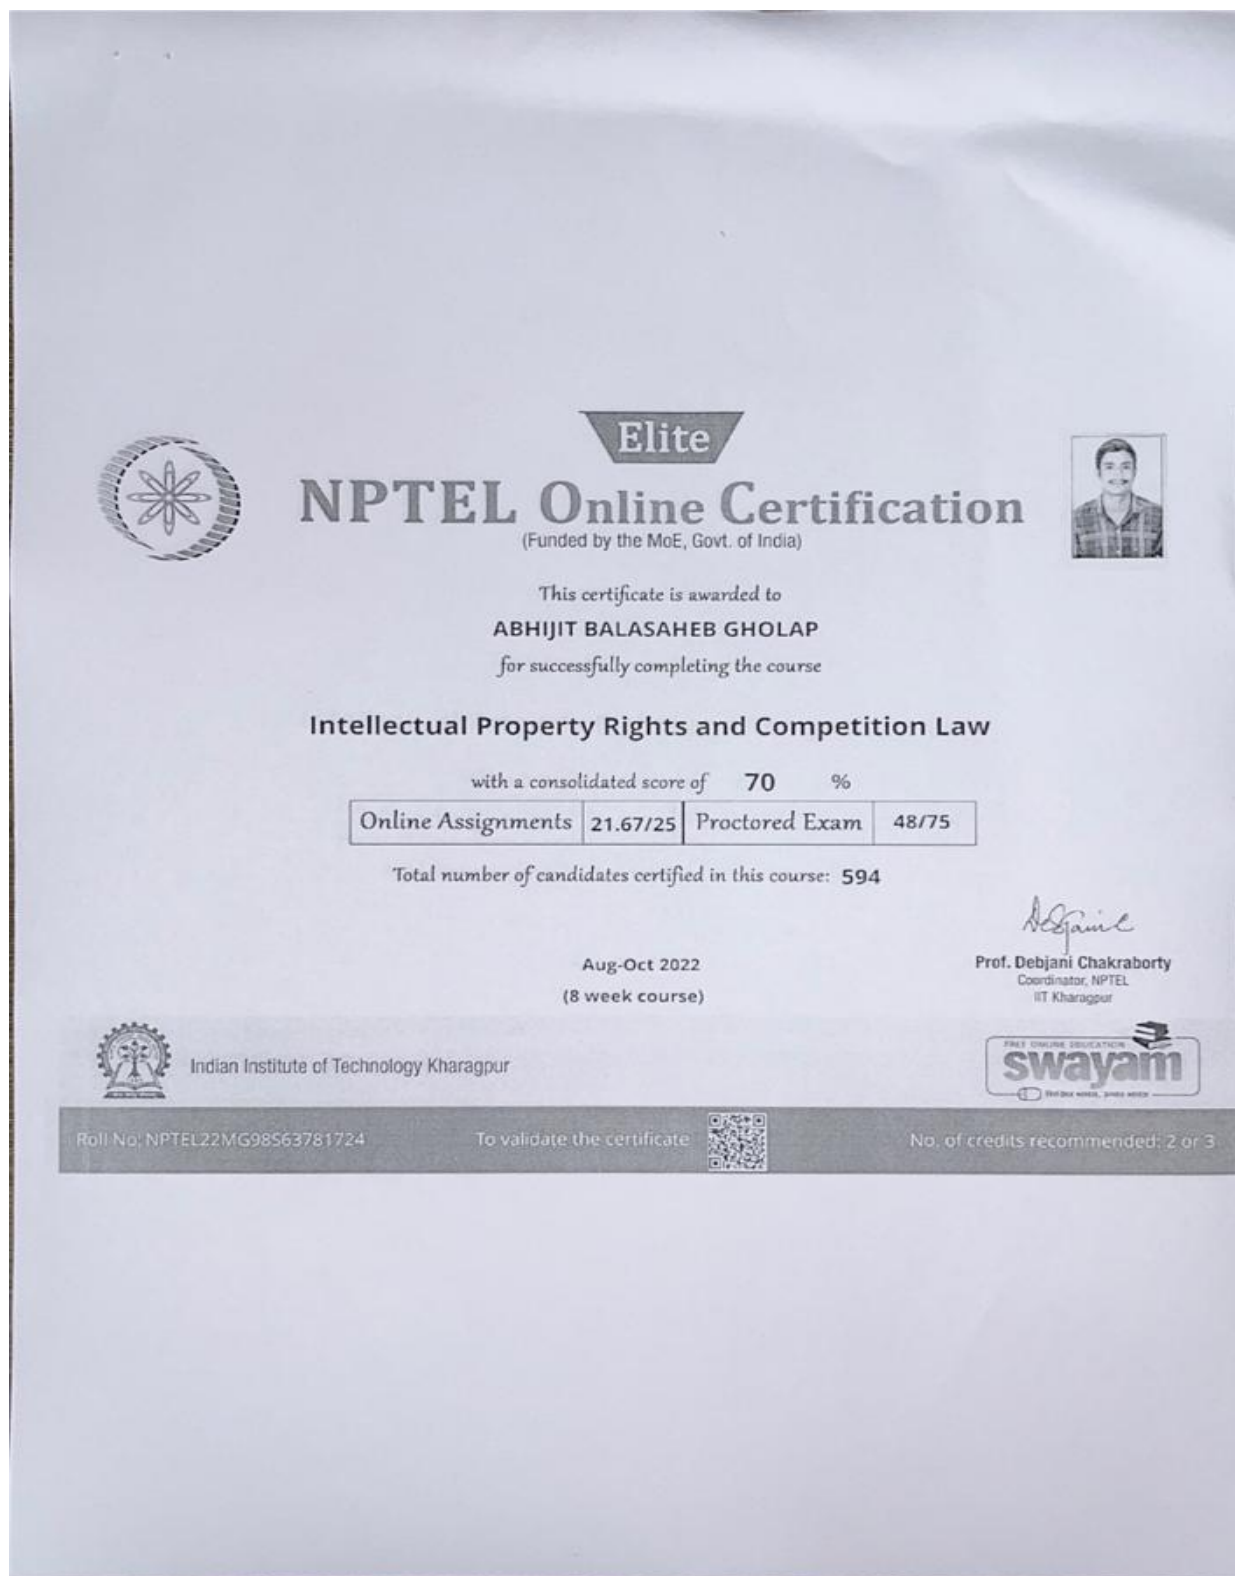 Elite
NPTEL Online Certification
(Funded by the MoE, Govt. of India)
This certificate is awarded to
ABHIJIT BALASAHEB GHOLAP
for successfully completing the course
Intellectual Property Rights and Competition Law
with a consolidated score of 70 %
Online Assignments 21.67/25 Proctored Exam 48/75
Total number of candidates certified in this course: 594
Aug-Oct 2022
(8 week course)
Prof. Debjani Chakraborty
Coordinator, NPTEL
IIT Kharagpur
Indian Institute of Technology Kharagpur
FREE ONLINE EDUCATION
swayam
Roll No: NPTEL22MG98S63781724 To validate the certificate No. of credits recommended: 2 or 3